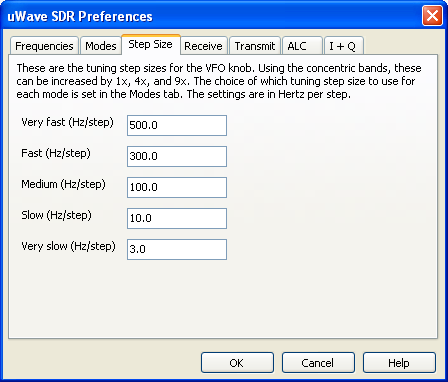 uWave SDR Preferences
Frequencies Modes Step Size Receive Transmit ALC I + Q
These are the tuning step sizes for the VFO knob. Using the concentric bands, these
can be increased by 1x, 4x, and 9x. The choice of which tuning step size to use for
each mode is set in the Modes tab. The settings are in Hertz per step.
Very fast (Hz/step) 500.0
Fast (Hz/step) 300.0
Medium (Hz/step) 100.0
Slow (Hz/step) 10.0
Very slow (Hz/step) 3.0
OK Cancel Help